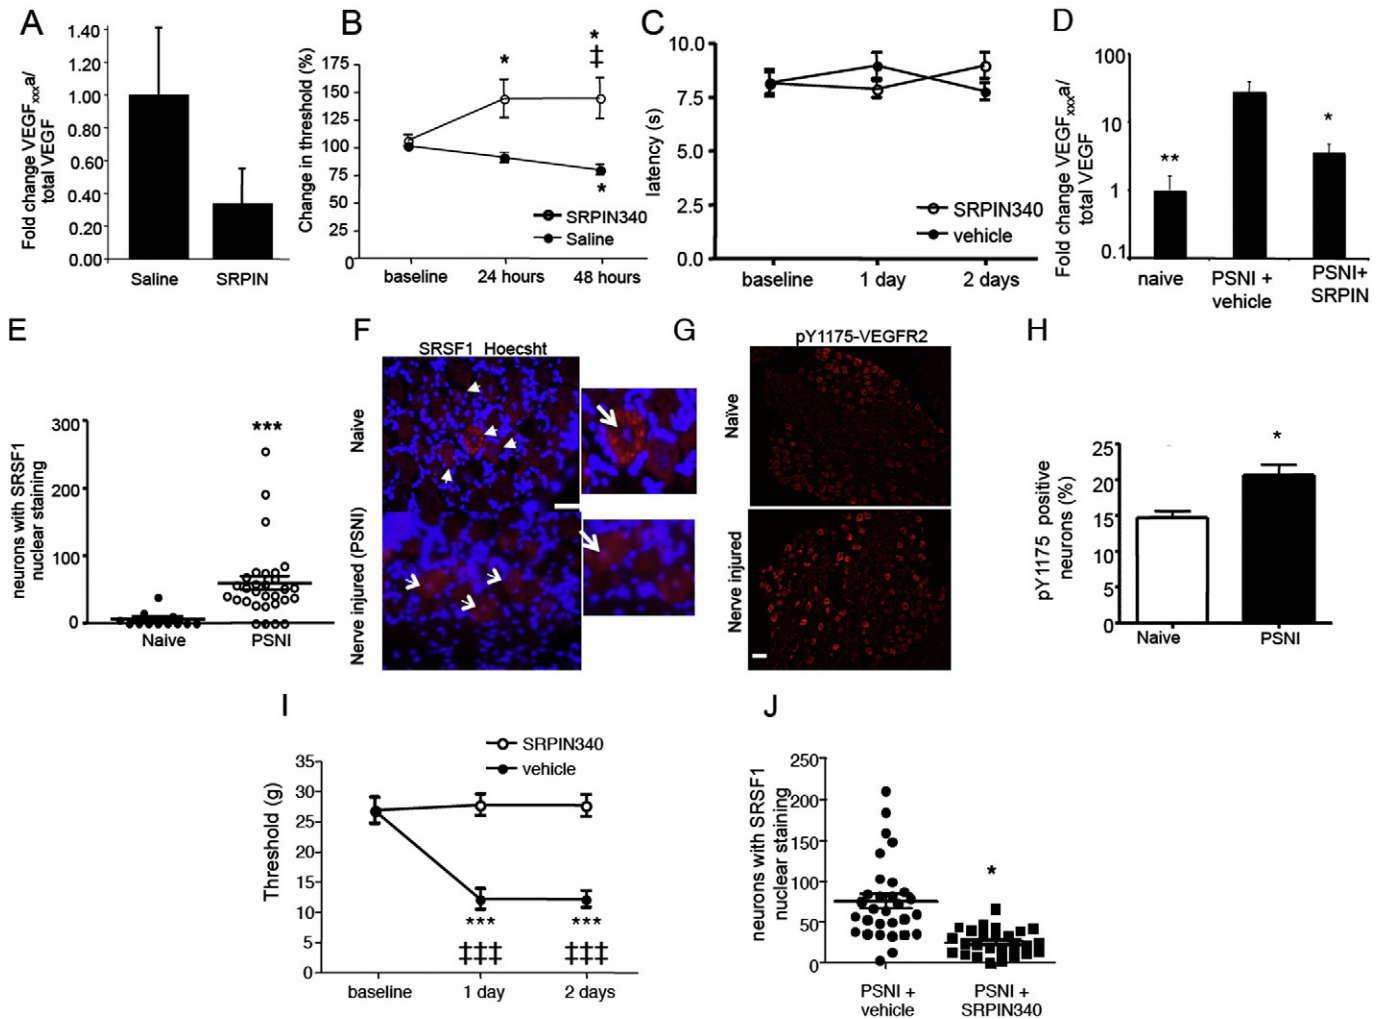 A
Fold change VEGFxxxa/
total VEGF
1.40
1.20
1.00
0.80
0.60
0.40
0.20
0.00
Saline
SRPIN
B
Change in threshold (%)
175
150
125
100
75
50
25
0
*
*
‡
*
SRPIN340
Saline
baseline
24 hours
48 hours
C
latency (s)
10.0
7.5
5.0
2.5
0.0
SRPIN340
vehicle
baseline
1 day
2 days
D
Fold change VEGFxxxa/
total VEGF
100
10
1
0.1
**
*
naive
PSNI +
vehicle
PSNI+
SRPIN
E
neurons with SRSF1
nuclear staining
300
200
100
0
***
Naive
PSNI
F
SRSF1 Hoecsht
Naive
Nerve injured (PSNI)
G
pY1175-VEGFR2
Naïve
Nerve injured
H
pY1175 positive
neurons (%)
25
20
15
10
5
0
*
Naive
PSNI
I
SRPIN340
vehicle
Threshold (g)
35
30
25
20
15
10
5
0
*** ***
‡‡‡ ‡‡‡
baseline
1 day
2 days
J
neurons with SRSF1
nuclear staining
250
200
150
100
50
0
*
PSNI +
vehicle
PSNI +
SRPIN340